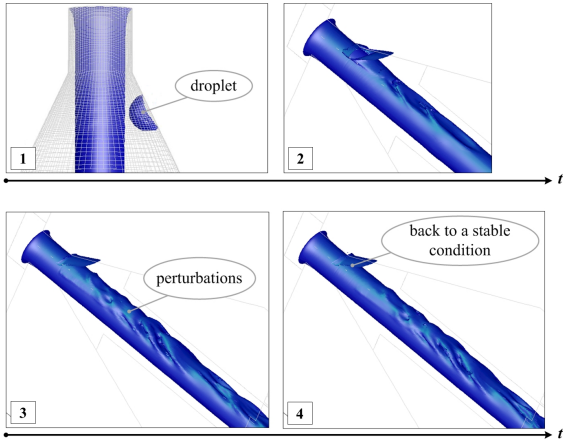 droplet
1
2
t
perturbations
back to a stable
condition
3
4
t